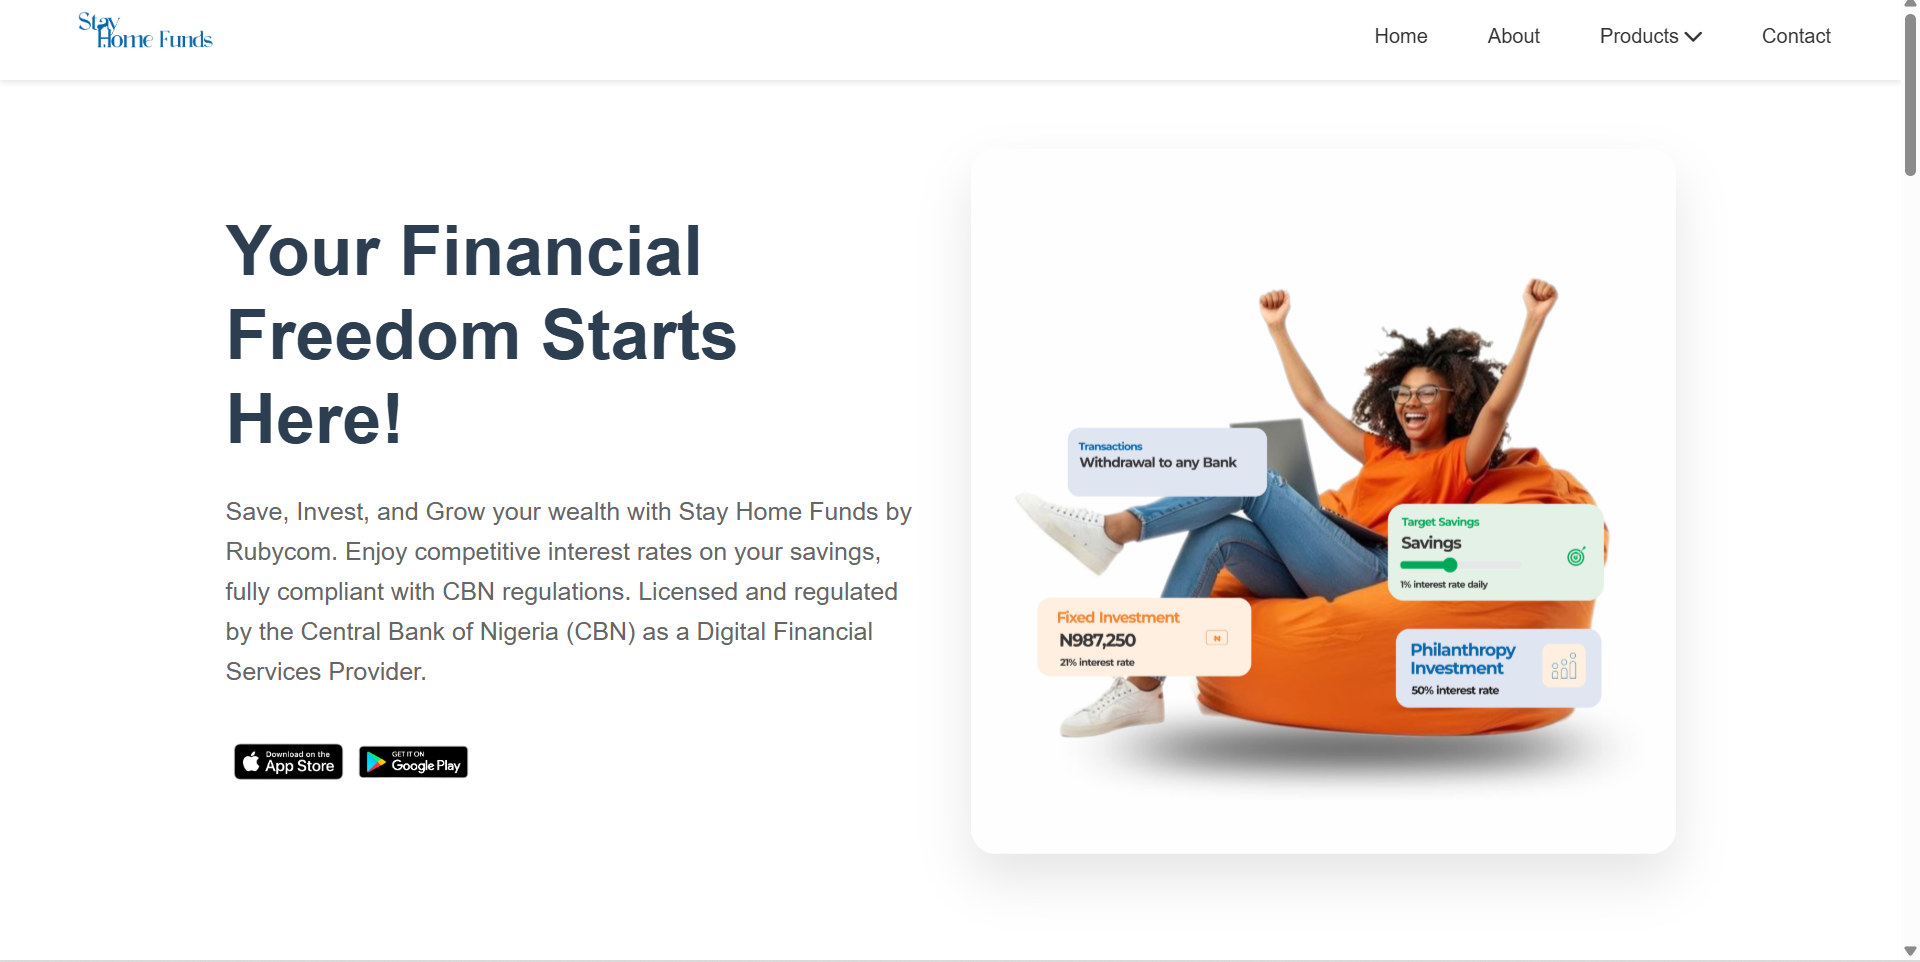 Stay
Home Funds
Home
About
Products
Contact
Your Financial
Freedom Starts
Here!
Save, Invest, and Grow your wealth with Stay Home Funds by
Rubycom. Enjoy competitive interest rates on your savings,
fully compliant with CBN regulations. Licensed and regulated
by the Central Bank of Nigeria (CBN) as a Digital Financial
Services Provider.
Download on the
App Store
GET IT ON
Google Play
Transactions
Withdrawal to any Bank
Target Savings
Savings
1% interest rate daily
Fixed Investment
N987,250
21% interest rate
N
Philanthropy
Investment
50% interest rate